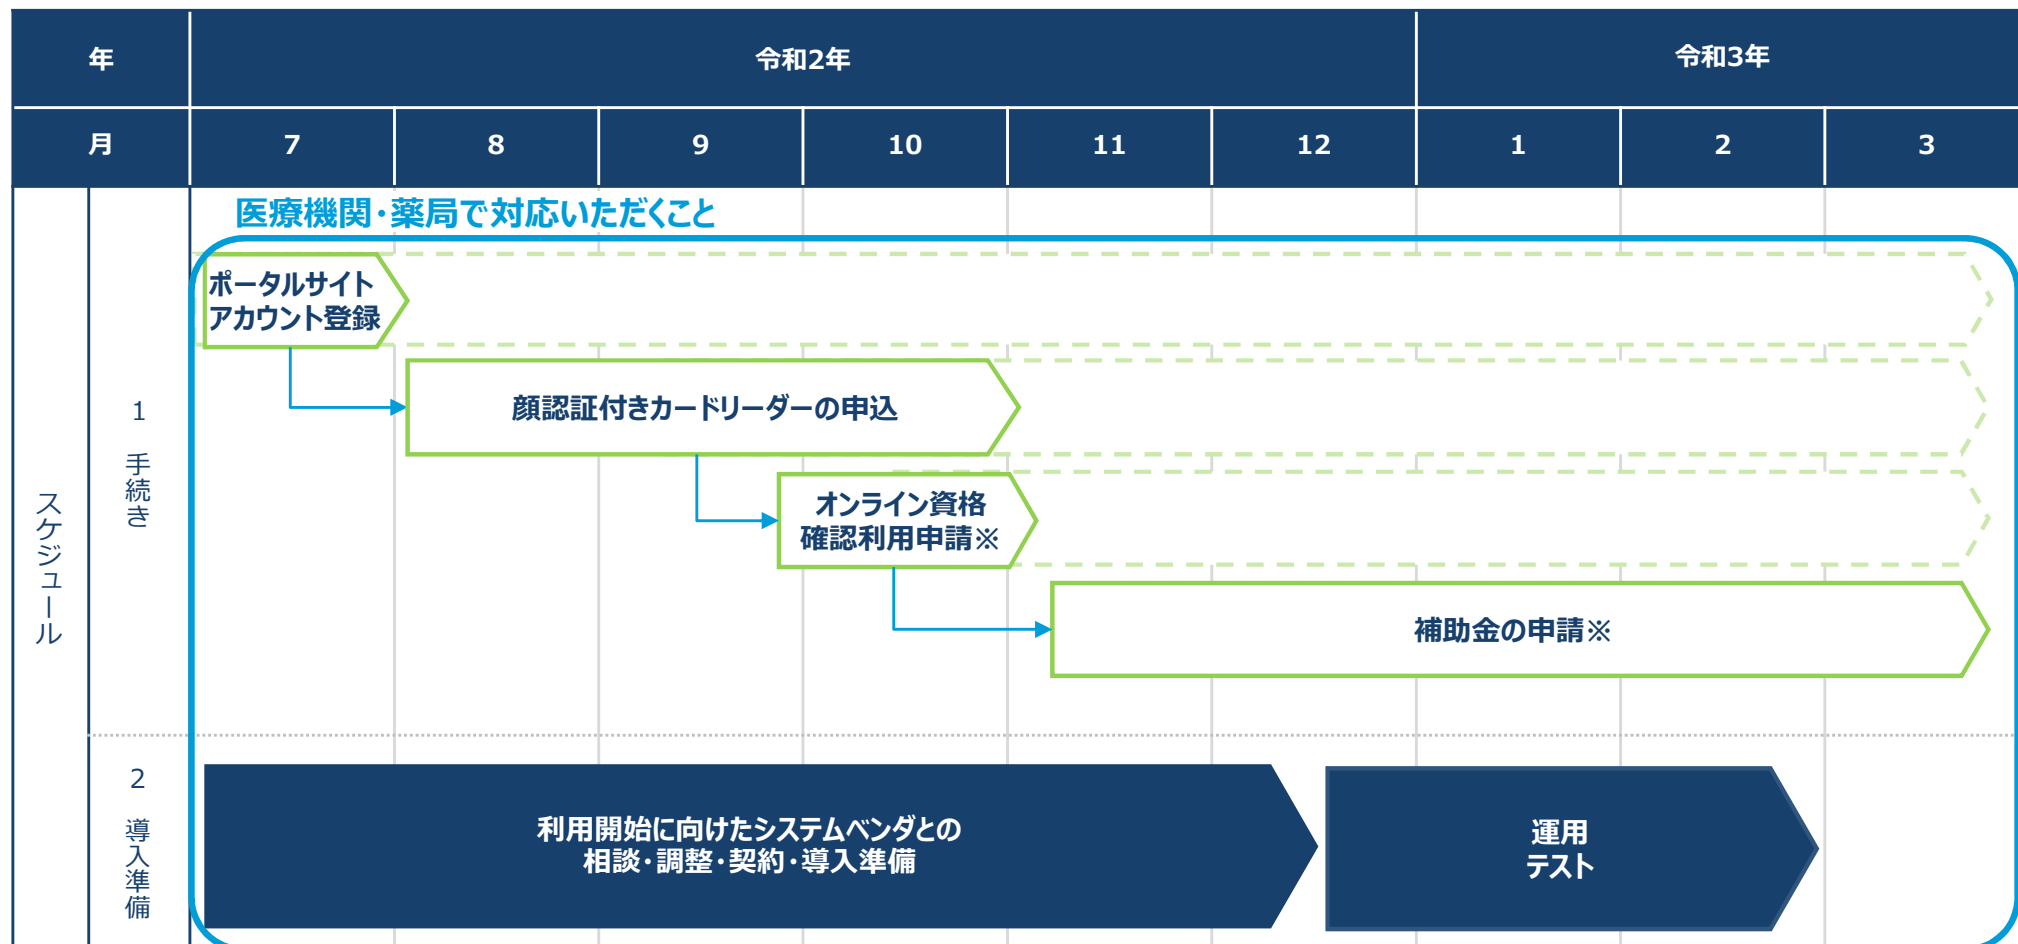 年
令和2年
令和3年
月
7
8
9
10
11
12
1
2
3
医療機関・薬局で対応いただくこと
スケジュール
1 手続き
ポータルサイト
アカウント登録
顔認証付きカードリーダーの申込
オンライン資格
確認利用申請※
補助金の申請※
2 導入準備
利用開始に向けたシステムベンダとの
相談・調整・契約・導入準備
運用
テスト